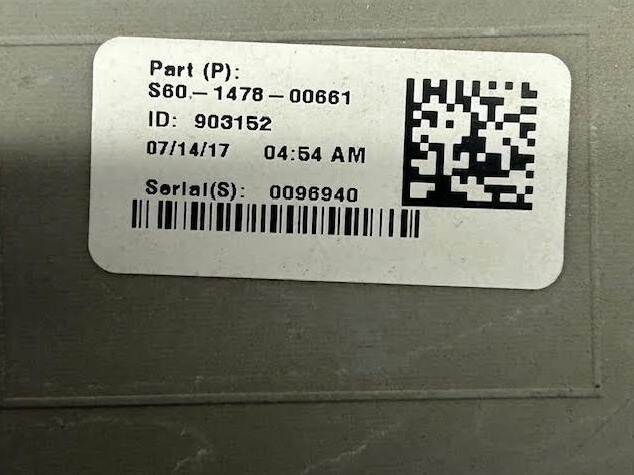 Part (P):
S60-1478-00661
ID: 903152
07/14/17 04:54 AM
Serial(S): 0096940